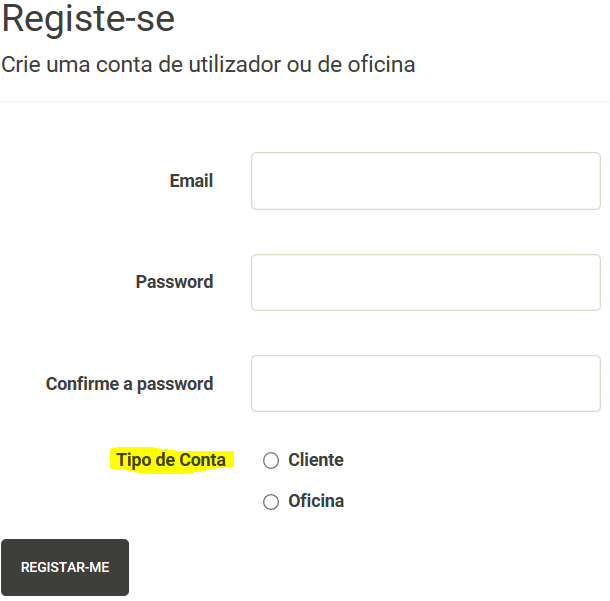 Registe-se
Crie uma conta de utilizador ou de oficina
Email
Password
Confirme a password
Tipo de Conta
Cliente
Oficina
REGISTAR-ME